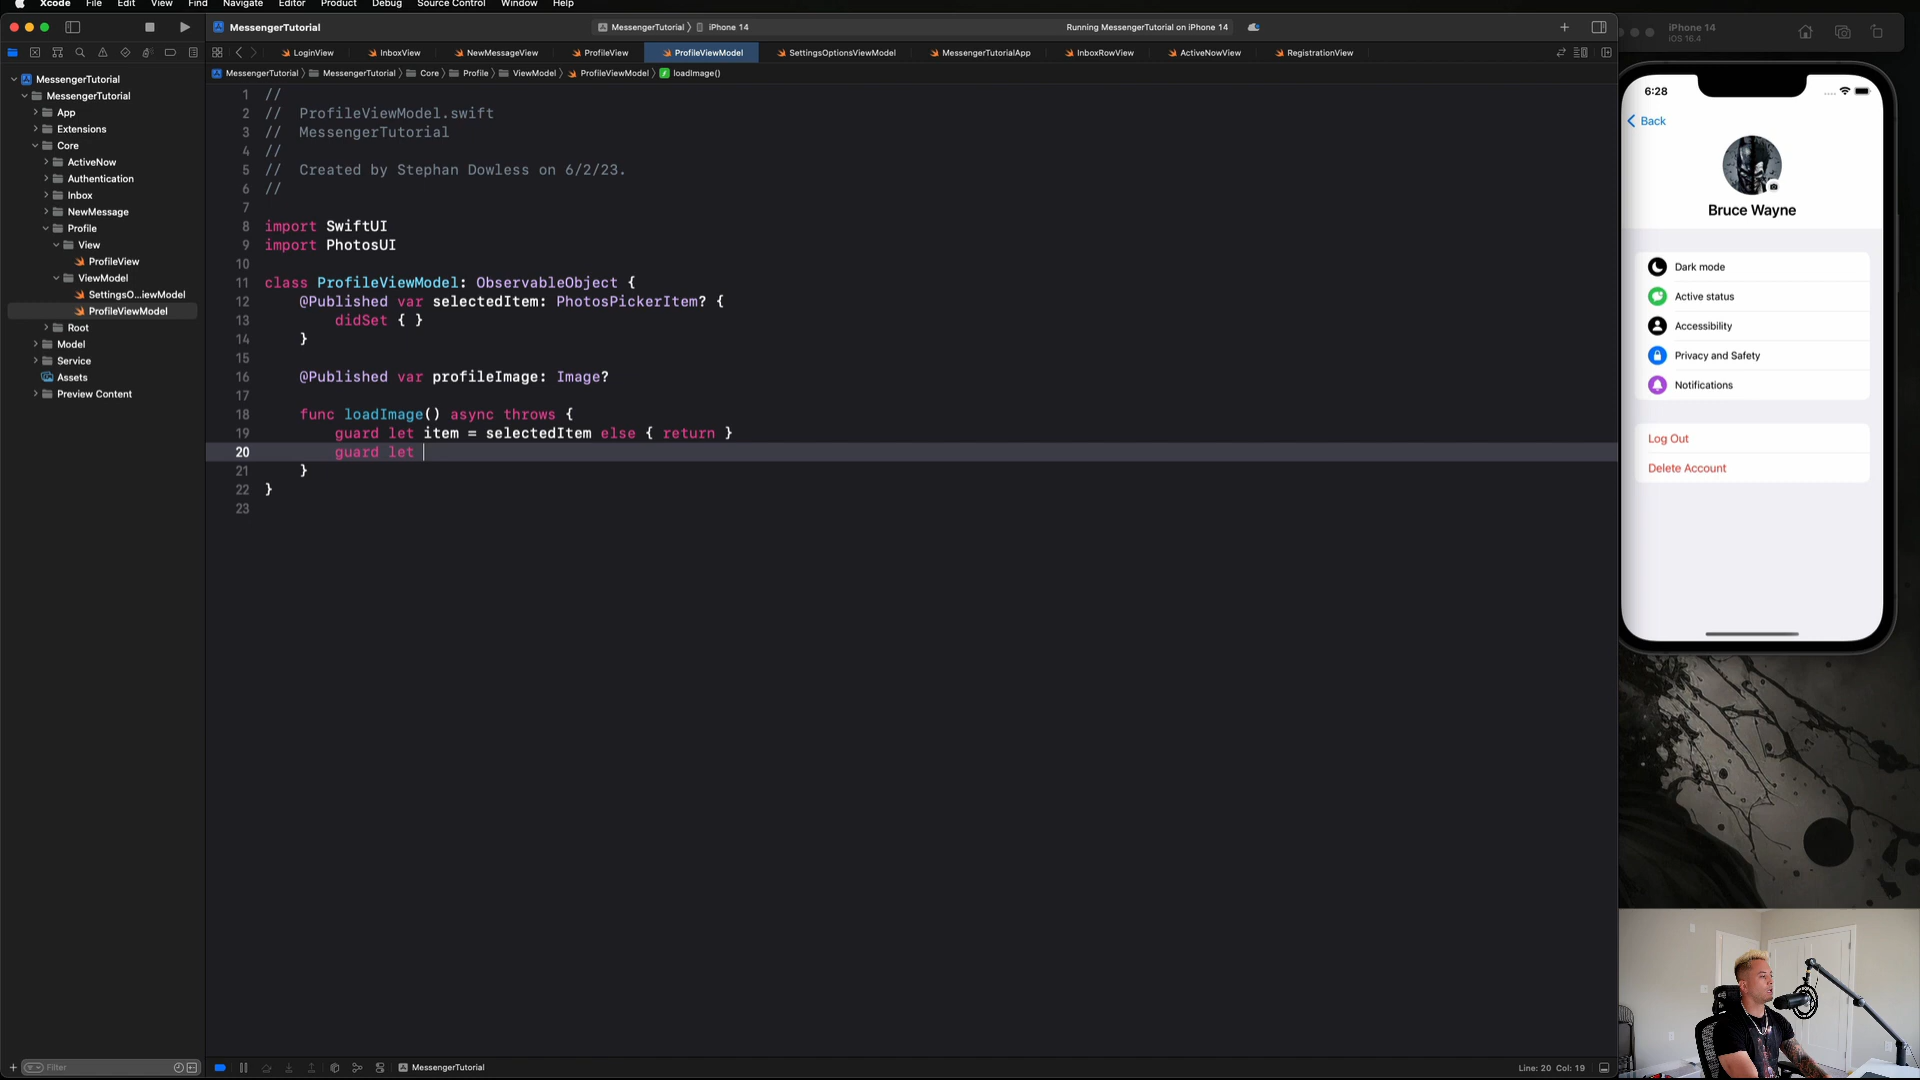 Xcode File Edit View Find Navigate Editor Product Debug Source Control Window Help
MessengerTutorial
MessengerTutorial iPhone 14
Running MessengerTutorial on iPhone 14
LoginView InboxView NewMessageView ProfileView ProfileViewModel SettingsOptionsViewModel MessengerTutorialApp InboxRowView ActiveNowView RegistrationView
MessengerTutorial MessengerTutorial Core Profile ViewModel ProfileViewModel loadImage()
MessengerTutorial
MessengerTutorial
App
Extensions
Core
ActiveNow
Authentication
Inbox
NewMessage
Profile
View
ProfileView
ViewModel
SettingsO...iewModel
ProfileViewModel
Root
Model
Service
Assets
Preview Content
Filter
1 //
2 // ProfileViewModel.swift
3 // MessengerTutorial
4 //
5 // Created by Stephan Dowless on 6/2/23.
6 //
7
8 import SwiftUI
9 import PhotosUI
10
11 class ProfileViewModel: ObservableObject {
12 @Published var selectedItem: PhotosPickerItem? {
13 didSet { }
14 }
15
16 @Published var profileImage: Image?
17
18 func loadImage() async throws {
19 guard let item = selectedItem else { return }
20 guard let
21 }
22 }
23
MessengerTutorial
Line: 20 Col: 19
iPhone 14
iOS 16.4
6:28
Back
Bruce Wayne
Dark mode
Active status
Accessibility
Privacy and Safety
Notifications
Log Out
Delete Account